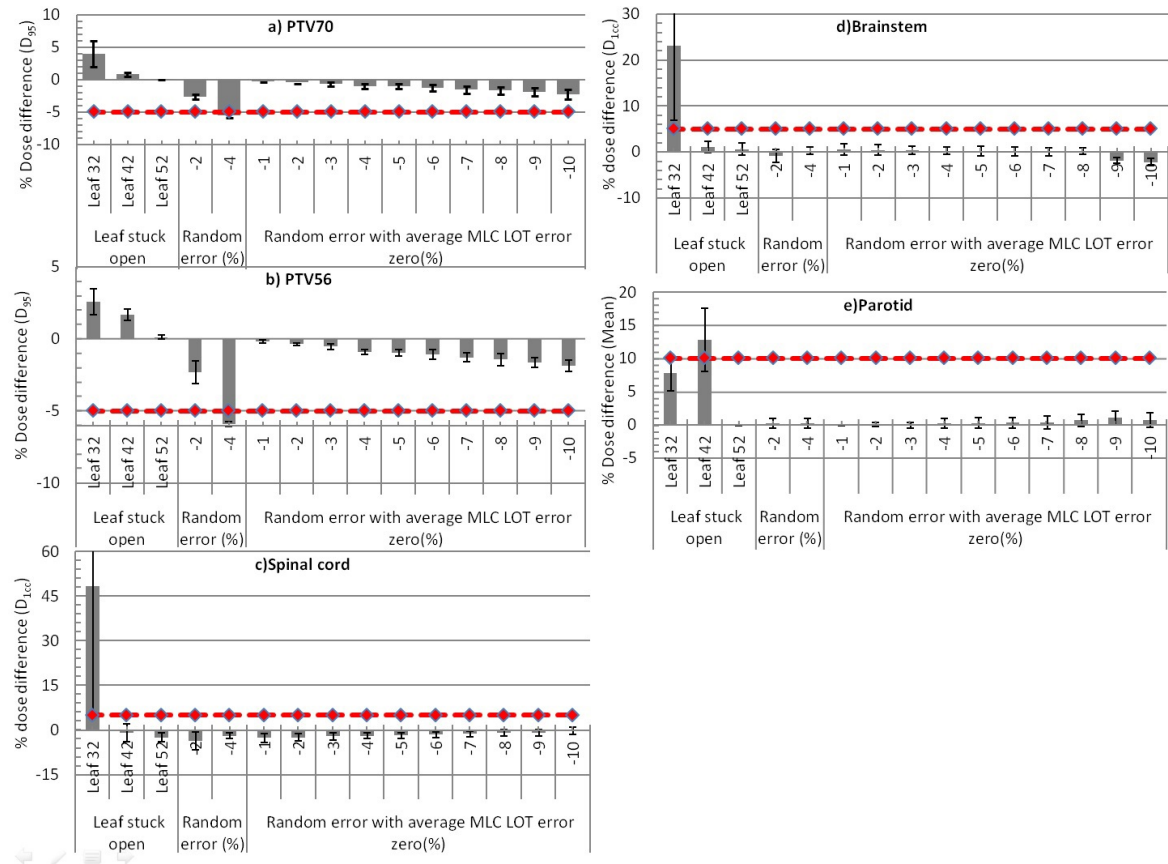 a) PTV70
% Dose difference (D95)
10
5
0
-5
-10
Leaf 32
Leaf 42
Leaf 52
-2
-4
-1
-2
-3
-4
-5
-6
-7
-8
-9
-10
Leaf stuck open
Random error (%)
Random error with average MLC LOT error zero(%)
b) PTV56
% Dose difference (D95)
5
0
-5
-10
Leaf 32
Leaf 42
Leaf 52
-2
-4
-1
-2
-3
-4
-5
-6
-7
-8
-9
-10
Leaf stuck open
Random error (%)
Random error with average MLC LOT error zero(%)
c)Spinal cord
% dose difference (D1cc)
60
45
30
15
0
-15
Leaf 32
Leaf 42
Leaf 52
-2
-4
-1
-2
-3
-4
-5
-6
-7
-8
-9
-10
Leaf stuck open
Random error (%)
Random error with average MLC LOT error zero(%)
d)Brainstem
% dose difference (D1cc)
30
20
10
0
-10
Leaf 32
Leaf 42
Leaf 52
-2
-4
-1
-2
-3
-4
-5
-6
-7
-8
-9
-10
Leaf stuck open
Random error (%)
Random error with average MLC LOT error zero(%)
e)Parotid
% Dose difference (Mean)
20
15
10
5
0
-5
Leaf 32
Leaf 42
Leaf 52
-2
-4
-1
-2
-3
-4
-5
-6
-7
-8
-9
-10
Leaf stuck open
Random error (%)
Random error with average MLC LOT error zero(%)